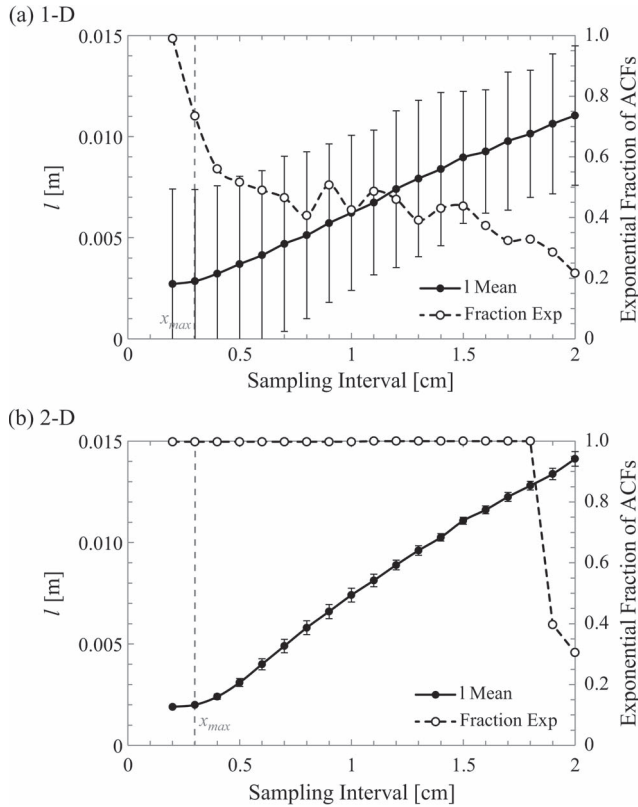 (a) 1-D
0.015
0.010
0.005
0
l [m]
1.0
0.8
0.6
0.4
0.2
0
Exponential Fraction of ACFs
x_max
l Mean
Fraction Exp
0
0.5
1
1.5
2
Sampling Interval [cm]
(b) 2-D
0.015
0.010
0.005
0
l [m]
1.0
0.8
0.6
0.4
0.2
0
Exponential Fraction of ACFs
x_max
l Mean
Fraction Exp
0
0.5
1
1.5
2
Sampling Interval [cm]